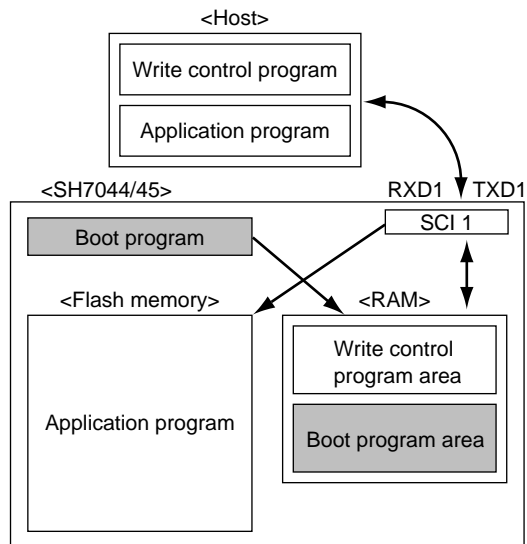 <Host>
Write control program
Application program
<SH7044/45>
RXD1
TXD1
SCI 1
Boot program
<Flash memory>
<RAM>
Application program
Write control
program area
Boot program area